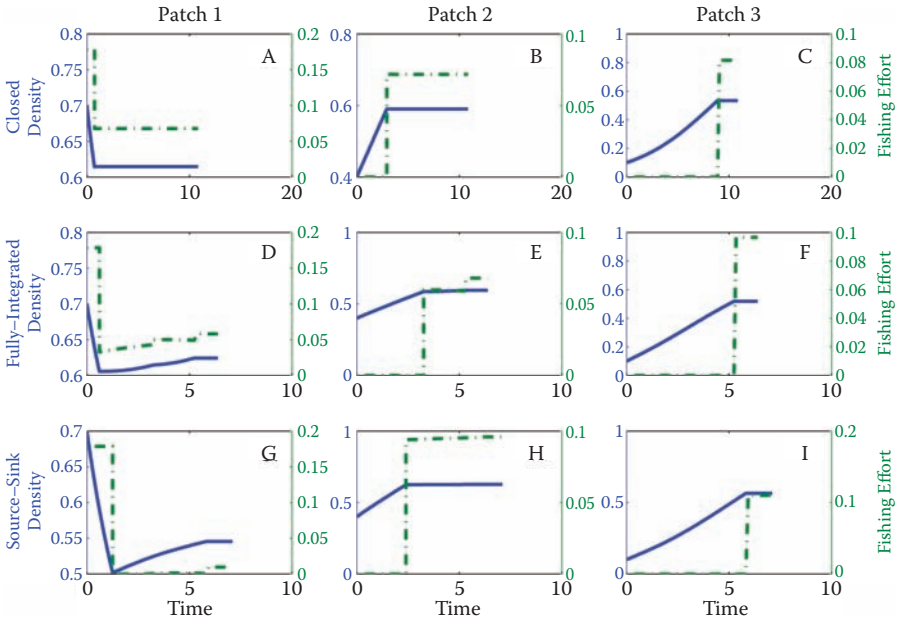 Patch 1 Patch 2 Patch 3
Closed
Density
0.8
0.75
0.7
0.65
0.6
A
0.2
0.15
0.1
0.05
0
0 10 20
0.8
0.6
0.4
B
0.1
0.05
0
0 10 20
1
0.8
0.6
0.4
0.2
0
C
0.1
0.08
0.06
0.04
0.02
0
0 10 20
Fishing Effort
Fully–Integrated
Density
0.8
0.75
0.7
0.65
0.6
D
0.2
0.15
0.1
0.05
0
0 5 10
1
0.5
0
E
0.1
0.05
0
0 5 10
1
0.8
0.6
0.4
0.2
0
F
0.1
0.08
0.06
0.04
0.02
0
0 5 10
Fishing Effort
Source–Sink
Density
0.7
0.65
0.6
0.55
0.5
G
0.2
0.15
0.1
0.05
0
0 5 10
Time
1
0.5
0
H
0.1
0.05
0
0 5 10
Time
1
0.5
0
I
0.2
0.1
0
0 5 10
Time
Fishing Effort